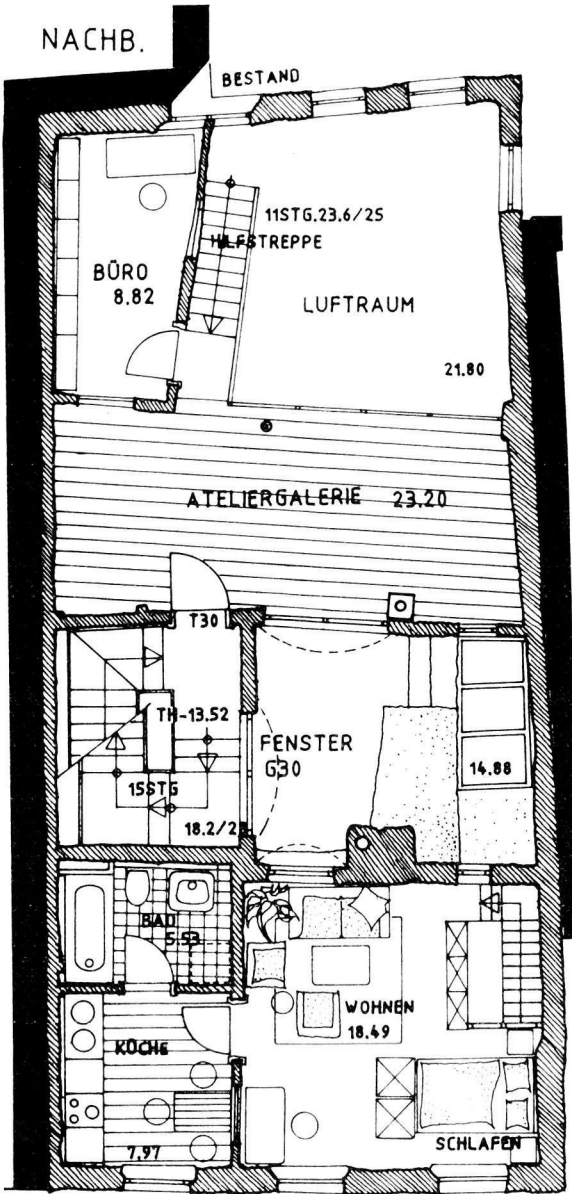 NACHB.
BESTAND
11STG.23.6/25
HILFSTREPPE
BÜRO
8.82
LUFTRAUM
21.80
ATELIERGALERIE 23.20
T30
TH-13.52
FENSTER
G30
14.88
15STG
18.2/28
BAD
5.53
WOHNEN
18.49
KÜCHE
7.97
SCHLAFEN